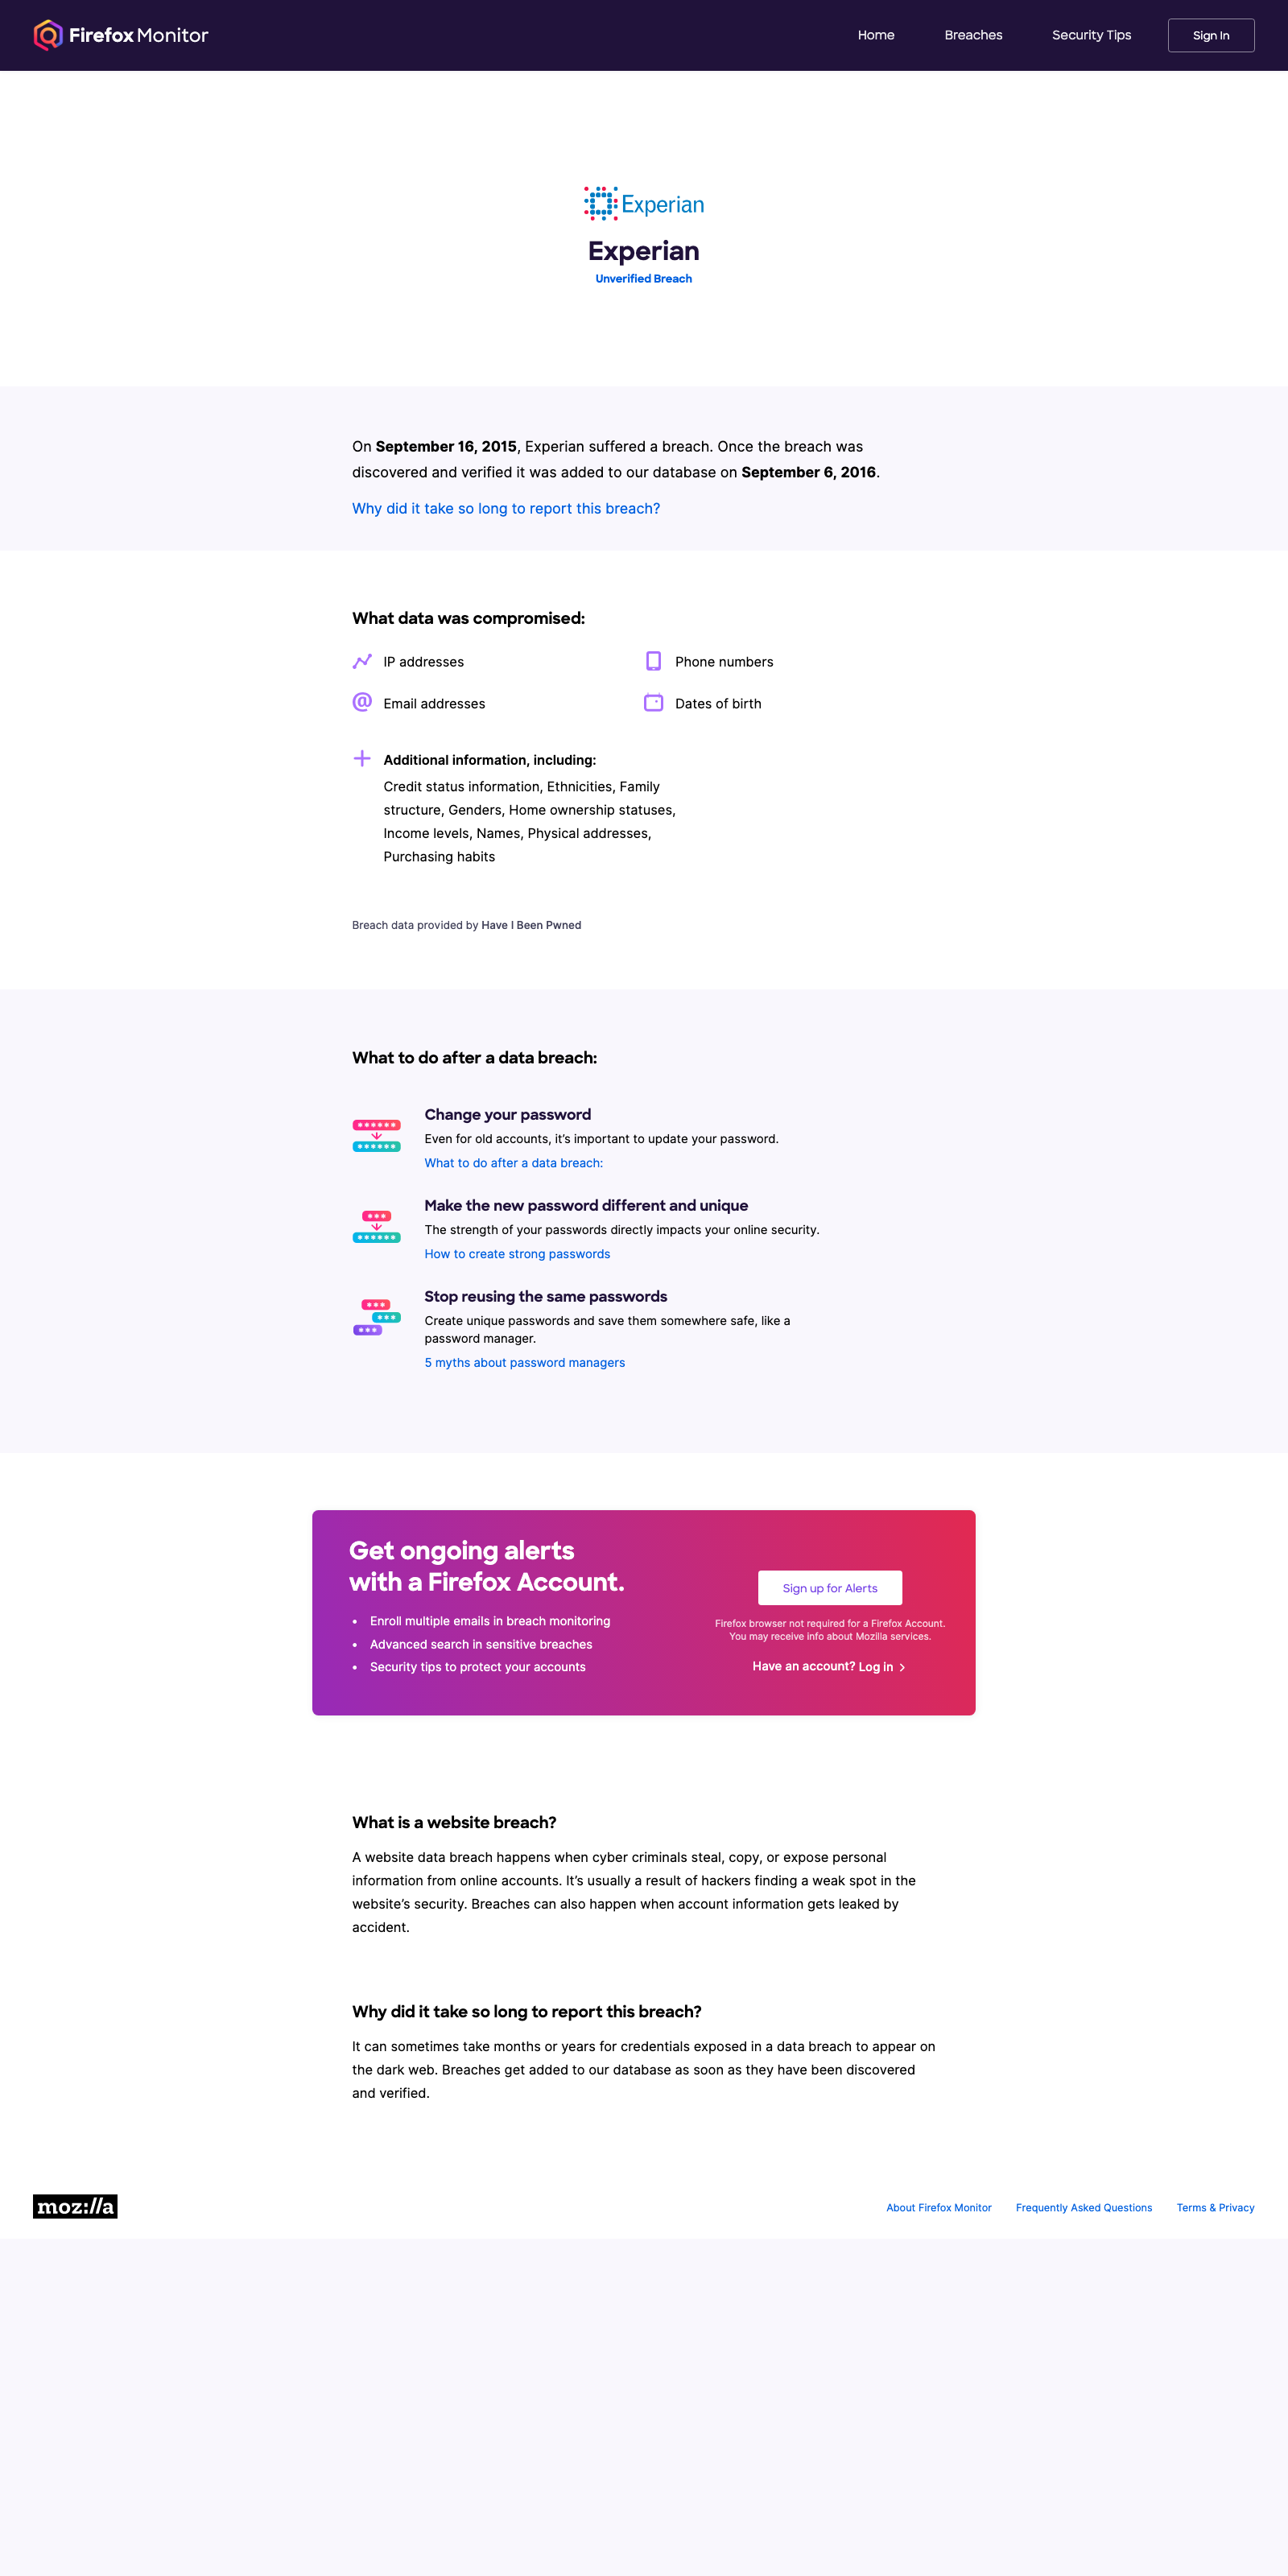 Firefox Monitor
Home
Breaches
Security Tips
Sign In
Experian
Experian
Unverified Breach
On September 16, 2015, Experian suffered a breach. Once the breach was
discovered and verified it was added to our database on September 6, 2016.
Why did it take so long to report this breach?
What data was compromised:
IP addresses
Phone numbers
Email addresses
Dates of birth
Additional information, including:
Credit status information, Ethnicities, Family
structure, Genders, Home ownership statuses,
Income levels, Names, Physical addresses,
Purchasing habits
Breach data provided by Have I Been Pwned
What to do after a data breach:
Change your password
Even for old accounts, it’s important to update your password.
What to do after a data breach:
Make the new password different and unique
The strength of your passwords directly impacts your online security.
How to create strong passwords
Stop reusing the same passwords
Create unique passwords and save them somewhere safe, like a
password manager.
5 myths about password managers
Get ongoing alerts
with a Firefox Account.
• Enroll multiple emails in breach monitoring
• Advanced search in sensitive breaches
• Security tips to protect your accounts
Sign up for Alerts
Firefox browser not required for a Firefox Account.
You may receive info about Mozilla services.
Have an account? Log in
What is a website breach?
A website data breach happens when cyber criminals steal, copy, or expose personal
information from online accounts. It’s usually a result of hackers finding a weak spot in the
website’s security. Breaches can also happen when account information gets leaked by
accident.
Why did it take so long to report this breach?
It can sometimes take months or years for credentials exposed in a data breach to appear on
the dark web. Breaches get added to our database as soon as they have been discovered
and verified.
moz://a
About Firefox Monitor
Frequently Asked Questions
Terms & Privacy